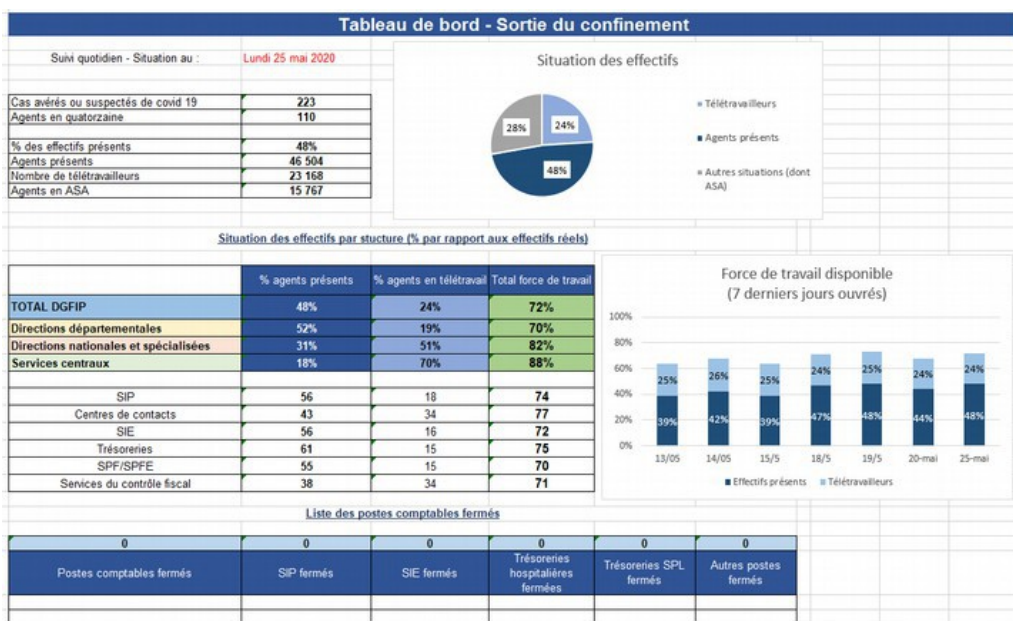 Tableau de bord - Sortie du confinement
Suivi quotidien - Situation au : Lundi 25 mai 2020
Cas avérés ou suspectés de covid 19 223
Agents en quatorzaine 110
% des effectifs présents 48%
Agents présents 46 504
Nombre de télétravailleurs 23 168
Agents en ASA 15 767
Situation des effectifs
28%
24%
48%
Télétravailleurs
Agents présents
Autres situations (dont
ASA)
Situation des effectifs par stucture (% par rapport aux effectifs réels)
% agents présents % agents en télétravail Total force de travail
TOTAL DGFIP 48% 24% 72%
Directions départementales 52% 19% 70%
Directions nationales et spécialisées 31% 51% 82%
Services centraux 18% 70% 88%
SIP 56 18 74
Centres de contacts 43 34 77
SIE 56 16 72
Trésoreries 61 15 75
SPF/SPFE 55 15 70
Services du contrôle fiscal 38 34 71
Force de travail disponible
(7 derniers jours ouvrés)
100%
80%
60%
40%
20%
0%
25% 26% 25% 24% 25% 24% 24%
39% 42% 39% 47% 48% 44% 48%
13/05 14/05 15/5 18/5 19/5 20-mai 25-mai
Effectifs présents Télétravailleurs
Liste des postes comptables fermés
0 0 0 0 0 0
Postes comptables fermés
SIP fermés
SIE fermés
Trésoreries
hospitalières
fermées
Trésoreries SPL
fermés
Autres postes
fermés